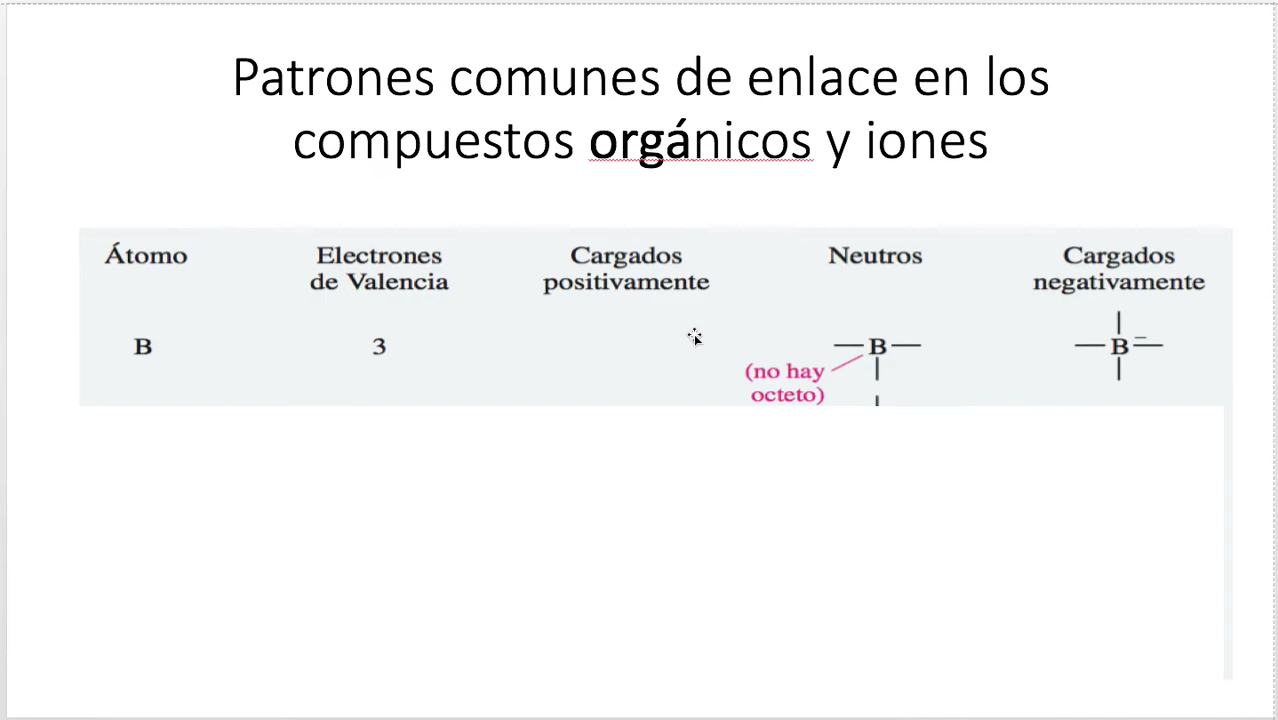 Patrones comunes de enlace en los
compuestos orgánicos y iones
Átomo Electrones de Valencia Cargados positivamente Neutros Cargados negativamente
B 3 B B−
(no hay
octeto)